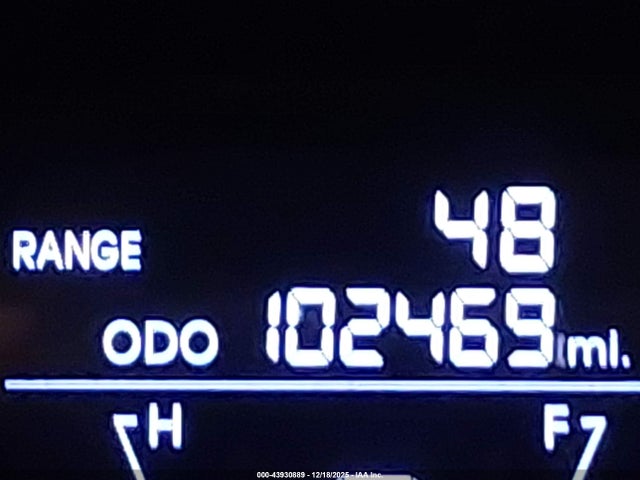 RANGE 48
ODO 102469 mi.
H F
000-43930889 - 12/18/2025 - IAA Inc.